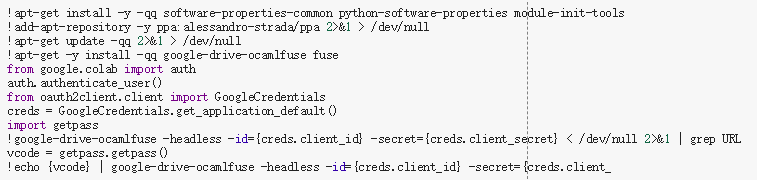 !apt-get install -y -qq software-properties-common python-software-properties module-init-tools
!add-apt-repository -y ppa:alessandro-strada/ppa 2>&1 > /dev/null
!apt-get update -qq 2>&1 > /dev/null
!apt-get -y install -qq google-drive-ocamlfuse fuse
from google.colab import auth
auth.authenticate_user()
from oauth2client.client import GoogleCredentials
creds = GoogleCredentials.get_application_default()
import getpass
!google-drive-ocamlfuse -headless -id={creds.client_id} -secret={creds.client_secret} < /dev/null 2>&1 | grep URL
vcode = getpass.getpass()
!echo {vcode} | google-drive-ocamlfuse -headless -id={creds.client_id} -secret={creds.client_